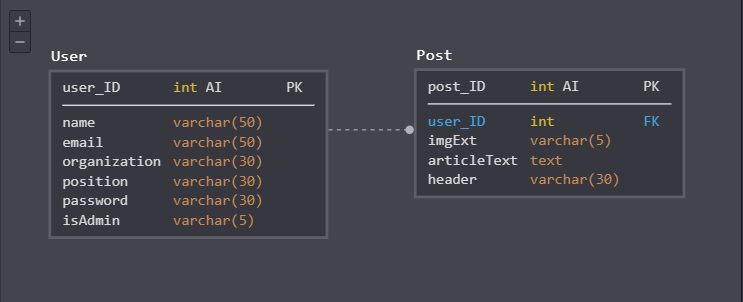 +
−
User
user_ID int AI PK
name varchar(50)
email varchar(50)
organization varchar(30)
position varchar(30)
password varchar(30)
isAdmin varchar(5)
Post
post_ID int AI PK
user_ID int FK
imgExt varchar(5)
articleText text
header varchar(30)